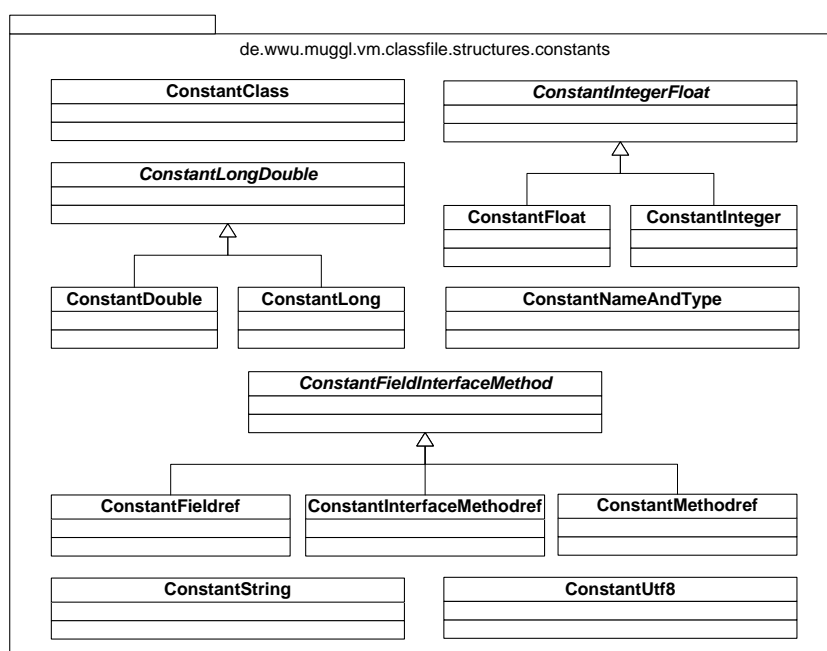 de.wwu.muggl.vm.classfile.structures.constants
ConstantClass
ConstantIntegerFloat
ConstantLongDouble
ConstantFloat
ConstantInteger
ConstantDouble
ConstantLong
ConstantNameAndType
ConstantFieldInterfaceMethod
ConstantFieldref
ConstantInterfaceMethodref
ConstantMethodref
ConstantString
ConstantUtf8